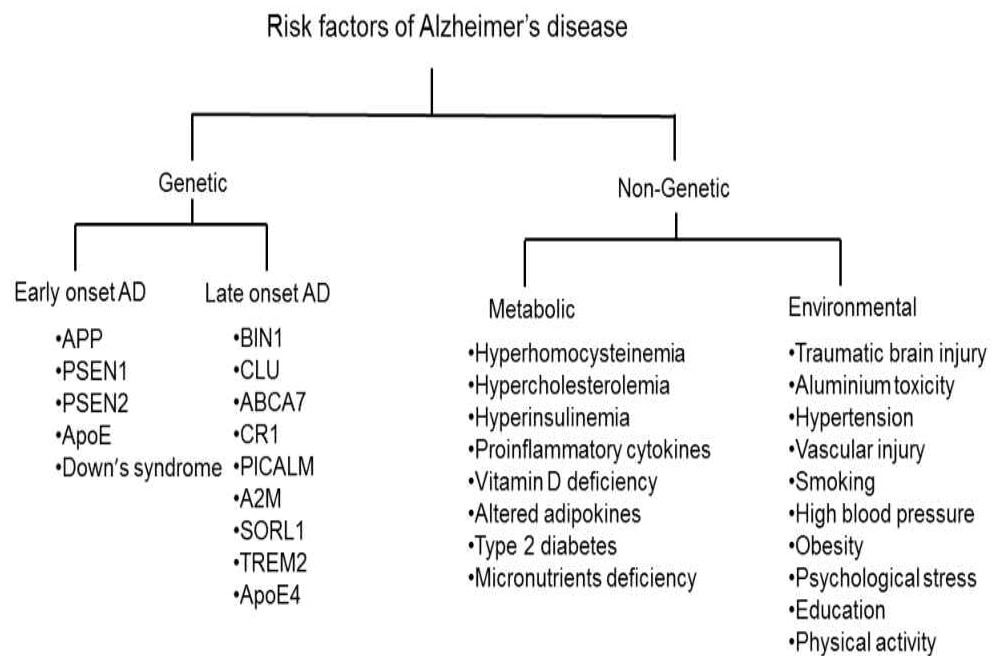 Risk factors of Alzheimer's disease
Genetic
Non-Genetic
Early onset AD
•APP
•PSEN1
•PSEN2
•ApoE
•Down's syndrome
Late onset AD
•BIN1
•CLU
•ABCA7
•CR1
•PICALM
•A2M
•SORL1
•TREM2
•ApoE4
Metabolic
•Hyperhomocysteinemia
•Hypercholesterolemia
•Hyperinsulinemia
•Proinflammatory cytokines
•Vitamin D deficiency
•Altered adipokines
•Type 2 diabetes
•Micronutrients deficiency
Environmental
•Traumatic brain injury
•Aluminium toxicity
•Hypertension
•Vascular injury
•Smoking
•High blood pressure
•Obesity
•Psychological stress
•Education
•Physical activity